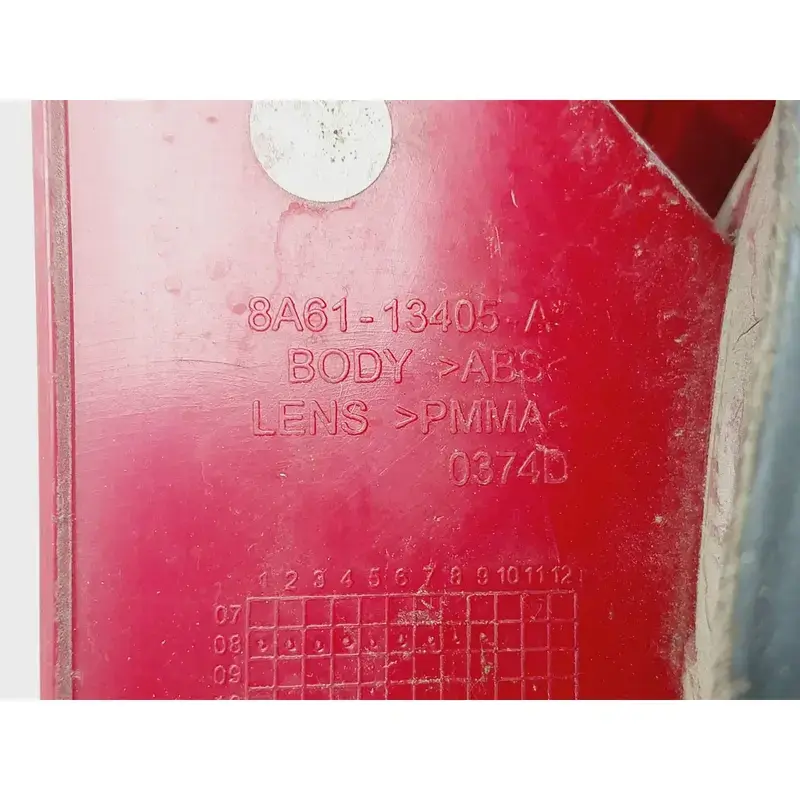 8A61-13405-A*
BODY >ABS<
LENS >PMMA<
0374D
1 2 3 4 5 6 7 8 9 10 11 12
07
08
09